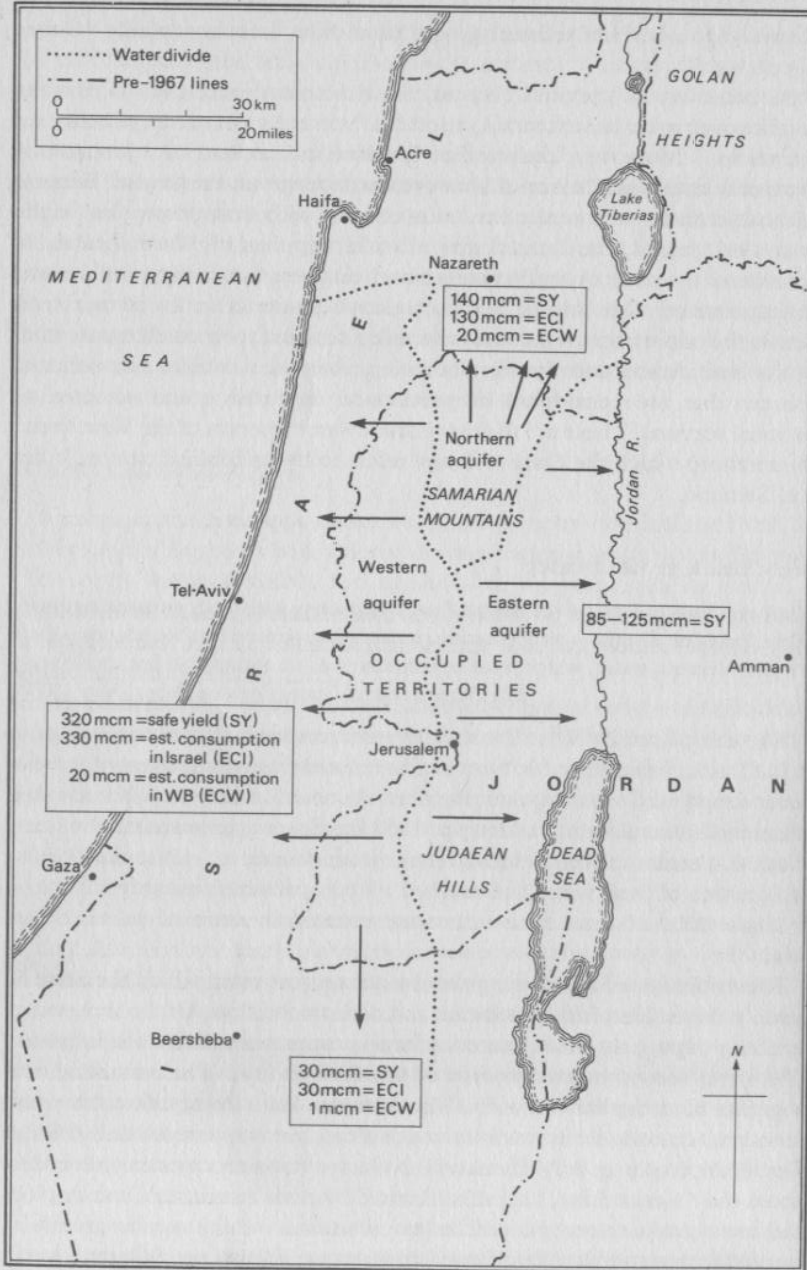 Water divide
Pre-1967 lines
0 30 km
0 20 miles
GOLAN
HEIGHTS
Acre
Lake
Tiberias
Haifa
Nazareth
MEDITERRANEAN
SEA
140 mcm = SY
130 mcm = ECI
20 mcm = ECW
Northern
aquifer
SAMARIAN
MOUNTAINS
Jordan
R.
Western
aquifer
Eastern
aquifer
Tel-Aviv
85–125 mcm = SY
Amman
OCCUPIED
TERRITORIES
320 mcm = safe yield (SY)
330 mcm = est. consumption
in Israel (ECI)
20 mcm = est. consumption
in WB (ECW)
Jerusalem
JORDAN
JUDAEAN
HILLS
DEAD
SEA
Gaza
ISRAEL
Beersheba
30 mcm = SY
30 mcm = ECI
1 mcm = ECW
N